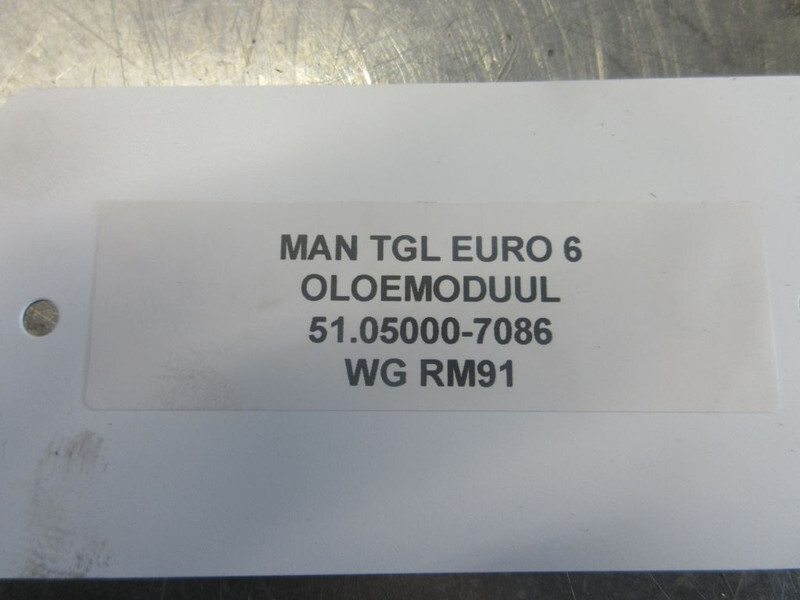 MAN TGL EURO 6
OLOEMODUUL
51.05000-7086
WG RM91